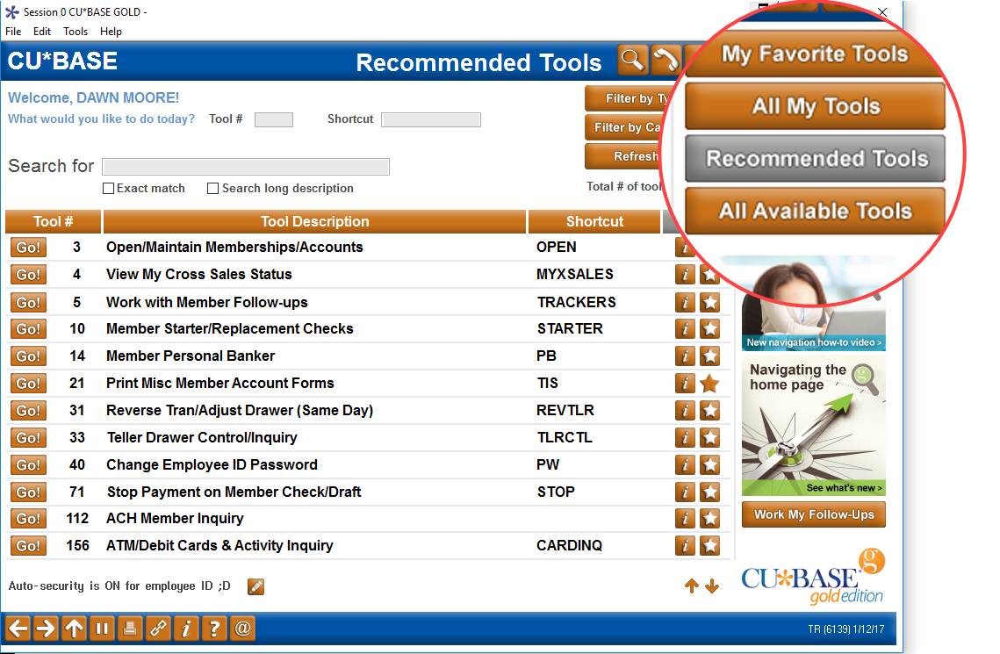 Session 0 CU*BASE GOLD -
File Edit Tools Help
CU*BASE
Recommended Tools
My Favorite Tools
All My Tools
Recommended Tools
All Available Tools
Welcome, DAWN MOORE!
What would you like to do today? Tool # Shortcut
Filter by
Filter by
Refresh
Search for
Exact match Search long description
Total # of
Tool # Tool Description Shortcut
Go! 3 Open/Maintain Memberships/Accounts OPEN
Go! 4 View My Cross Sales Status MYXSALES
Go! 5 Work with Member Follow-ups TRACKERS
Go! 10 Member Starter/Replacement Checks STARTER
Go! 14 Member Personal Banker PB
Go! 21 Print Misc Member Account Forms TIS
Go! 31 Reverse Tran/Adjust Drawer (Same Day) REVTLR
Go! 33 Teller Drawer Control/Inquiry TLRCTL
Go! 40 Change Employee ID Password PW
Go! 71 Stop Payment on Member Check/Draft STOP
Go! 112 ACH Member Inquiry
Go! 156 ATM/Debit Cards & Activity Inquiry CARDINQ
New navigation how-to video >
Navigating the
home page
See what's new >
Work My Follow-Ups
Auto-security is ON for employee ID ;D
CU*BASE g
gold edition
TR (6139) 1/12/17